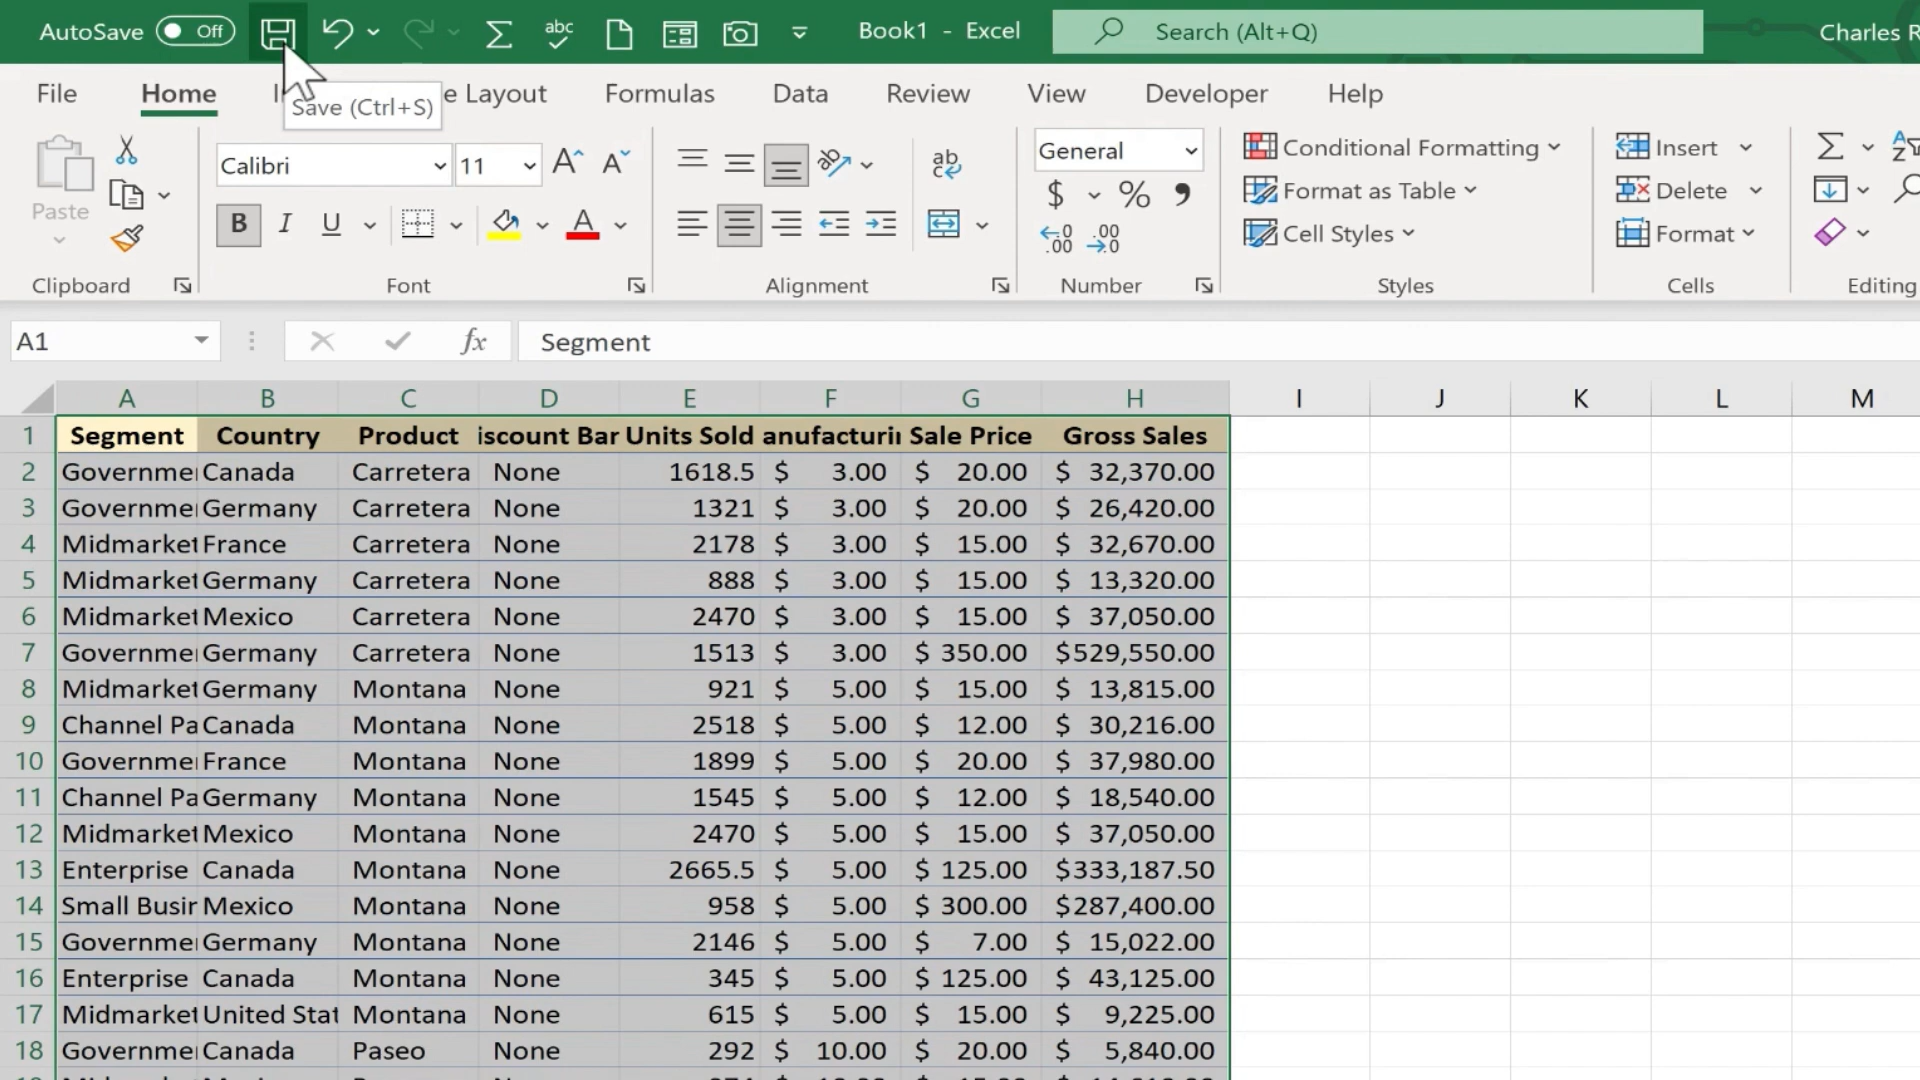 AutoSave Off Book1 - Excel Search (Alt+Q) Charles R
File Home Save (Ctrl+S) e Layout Formulas Data Review View Developer Help
Paste Calibri 11 General Conditional Formatting Insert
$ % Format as Table Delete
B I U A Cell Styles Format
Clipboard Font Alignment Number Styles Cells Editing
A1 fx Segment
A B C D E F G H I J K L M
1 Segment Country Product iscount Bar Units Sold anufacturi Sale Price Gross Sales
2 Governme Canada Carretera None 1618.5 $ 3.00 $ 20.00 $ 32,370.00
3 Governme Germany Carretera None 1321 $ 3.00 $ 20.00 $ 26,420.00
4 Midmarket France Carretera None 2178 $ 3.00 $ 15.00 $ 32,670.00
5 Midmarket Germany Carretera None 888 $ 3.00 $ 15.00 $ 13,320.00
6 Midmarket Mexico Carretera None 2470 $ 3.00 $ 15.00 $ 37,050.00
7 Governme Germany Carretera None 1513 $ 3.00 $ 350.00 $529,550.00
8 Midmarket Germany Montana None 921 $ 5.00 $ 15.00 $ 13,815.00
9 Channel Pa Canada Montana None 2518 $ 5.00 $ 12.00 $ 30,216.00
10 Governme France Montana None 1899 $ 5.00 $ 20.00 $ 37,980.00
11 Channel Pa Germany Montana None 1545 $ 5.00 $ 12.00 $ 18,540.00
12 Midmarket Mexico Montana None 2470 $ 5.00 $ 15.00 $ 37,050.00
13 Enterprise Canada Montana None 2665.5 $ 5.00 $ 125.00 $333,187.50
14 Small Busir Mexico Montana None 958 $ 5.00 $ 300.00 $287,400.00
15 Governme Germany Montana None 2146 $ 5.00 $ 7.00 $ 15,022.00
16 Enterprise Canada Montana None 345 $ 5.00 $ 125.00 $ 43,125.00
17 Midmarket United Stat Montana None 615 $ 5.00 $ 15.00 $ 9,225.00
18 Governme Canada Paseo None 292 $ 10.00 $ 20.00 $ 5,840.00